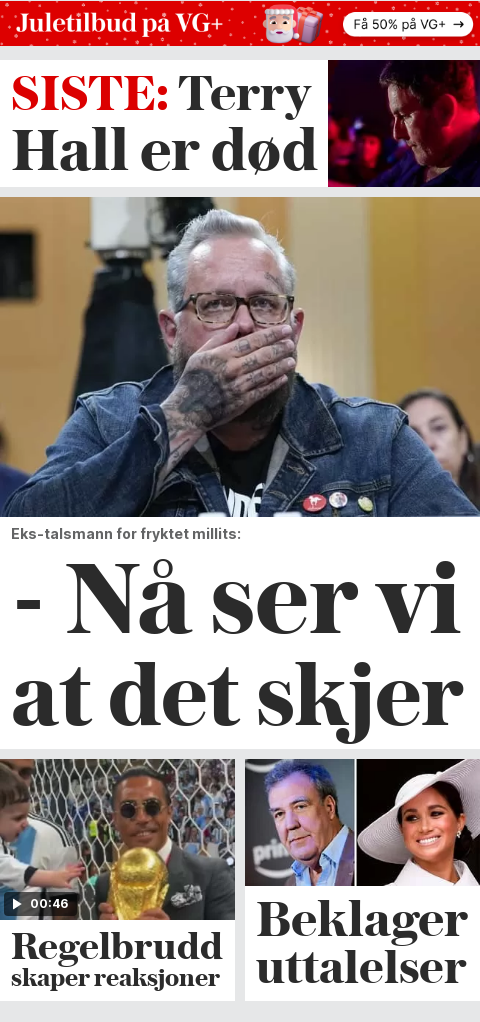 Juletilbud på VG+
Få 50% på VG+ →
SISTE: Terry
Hall er død
Eks-talsmann for fryktet millits:
- Nå ser vi
at det skjer
00:46
prim
Regelbrudd
skaper reaksjoner
Beklager
uttalelser